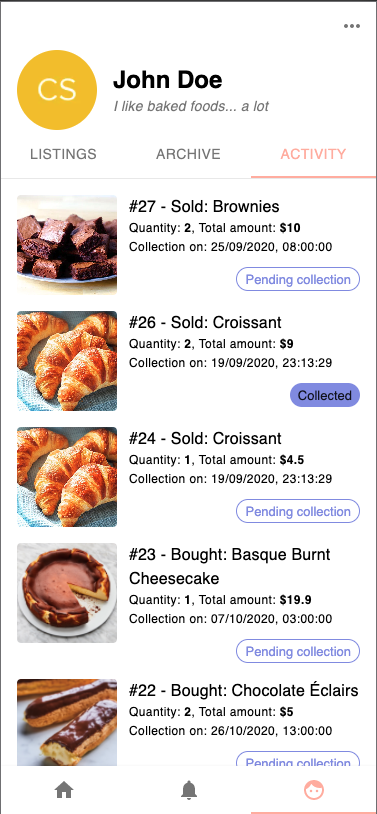 CS
John Doe
I like baked foods... a lot
LISTINGS ARCHIVE ACTIVITY
#27 - Sold: Brownies
Quantity: 2, Total amount: $10
Collection on: 25/09/2020, 08:00:00
Pending collection
#26 - Sold: Croissant
Quantity: 2, Total amount: $9
Collection on: 19/09/2020, 23:13:29
Collected
#24 - Sold: Croissant
Quantity: 1, Total amount: $4.5
Collection on: 19/09/2020, 23:13:29
Pending collection
#23 - Bought: Basque Burnt
Cheesecake
Quantity: 1, Total amount: $19.9
Collection on: 07/10/2020, 03:00:00
Pending collection
#22 - Bought: Chocolate Éclairs
Quantity: 2, Total amount: $5
Collection on: 26/10/2020, 13:00:00
Pending collection